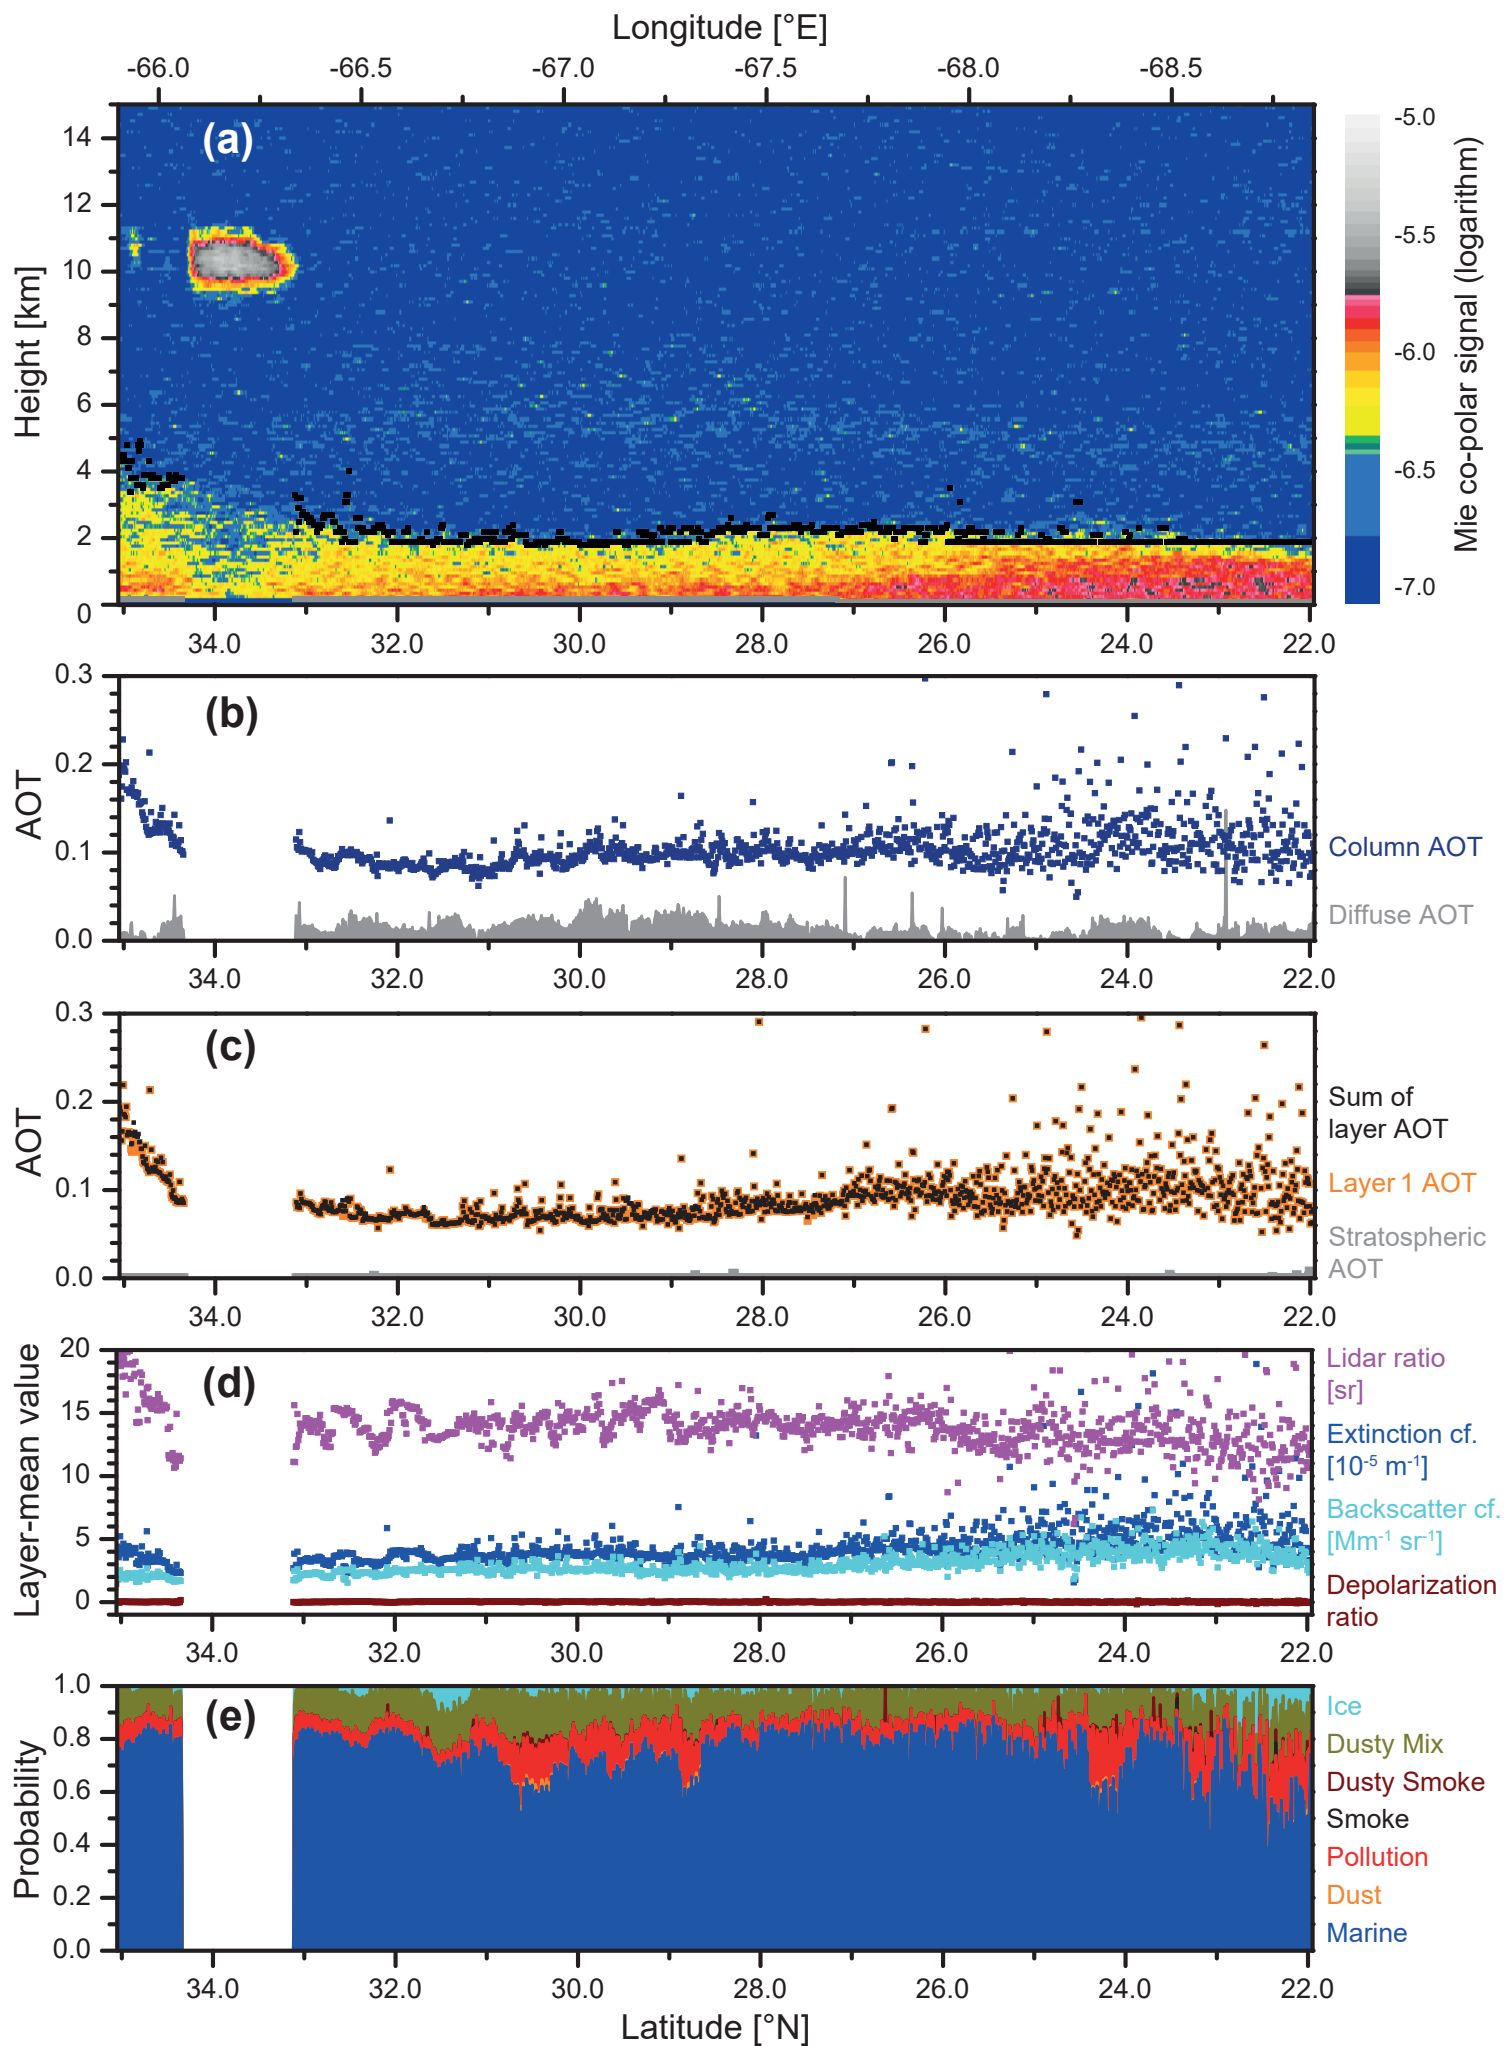 Longitude [°E]
-66.0 -66.5 -67.0 -67.5 -68.0 -68.5
(a)
Height [km]
14
12
10
8
6
4
2
0
34.0 32.0 30.0 28.0 26.0 24.0 22.0
-5.0
-5.5
-6.0
-6.5
-7.0
Mie co-polar signal (logarithm)
(b)
AOT
0.3
0.2
0.1
0.0
34.0 32.0 30.0 28.0 26.0 24.0 22.0
Column AOT
Diffuse AOT
(c)
AOT
0.3
0.2
0.1
0.0
34.0 32.0 30.0 28.0 26.0 24.0 22.0
Sum of
layer AOT
Layer 1 AOT
Stratospheric
AOT
(d)
Layer-mean value
20
15
10
5
0
34.0 32.0 30.0 28.0 26.0 24.0 22.0
Lidar ratio
[sr]
Extinction cf.
[10⁻⁵ m⁻¹]
Backscatter cf.
[Mm⁻¹ sr⁻¹]
Depolarization
ratio
(e)
Probability
1.0
0.8
0.6
0.4
0.2
0.0
34.0 32.0 30.0 28.0 26.0 24.0 22.0
Ice
Dusty Mix
Dusty Smoke
Smoke
Pollution
Dust
Marine
Latitude [°N]